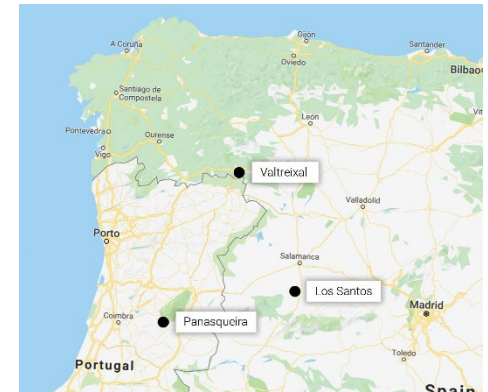 A Coruña
Gijón
Santander
Oviedo
Bilbao
Santiago de
Compostela
León
Pontevedra
Ourense
Vigo
Valtreixal
Valladolid
Porto
Salamanca
Los Santos
Madrid
Coimbra
Panasqueira
Toledo
Portugal